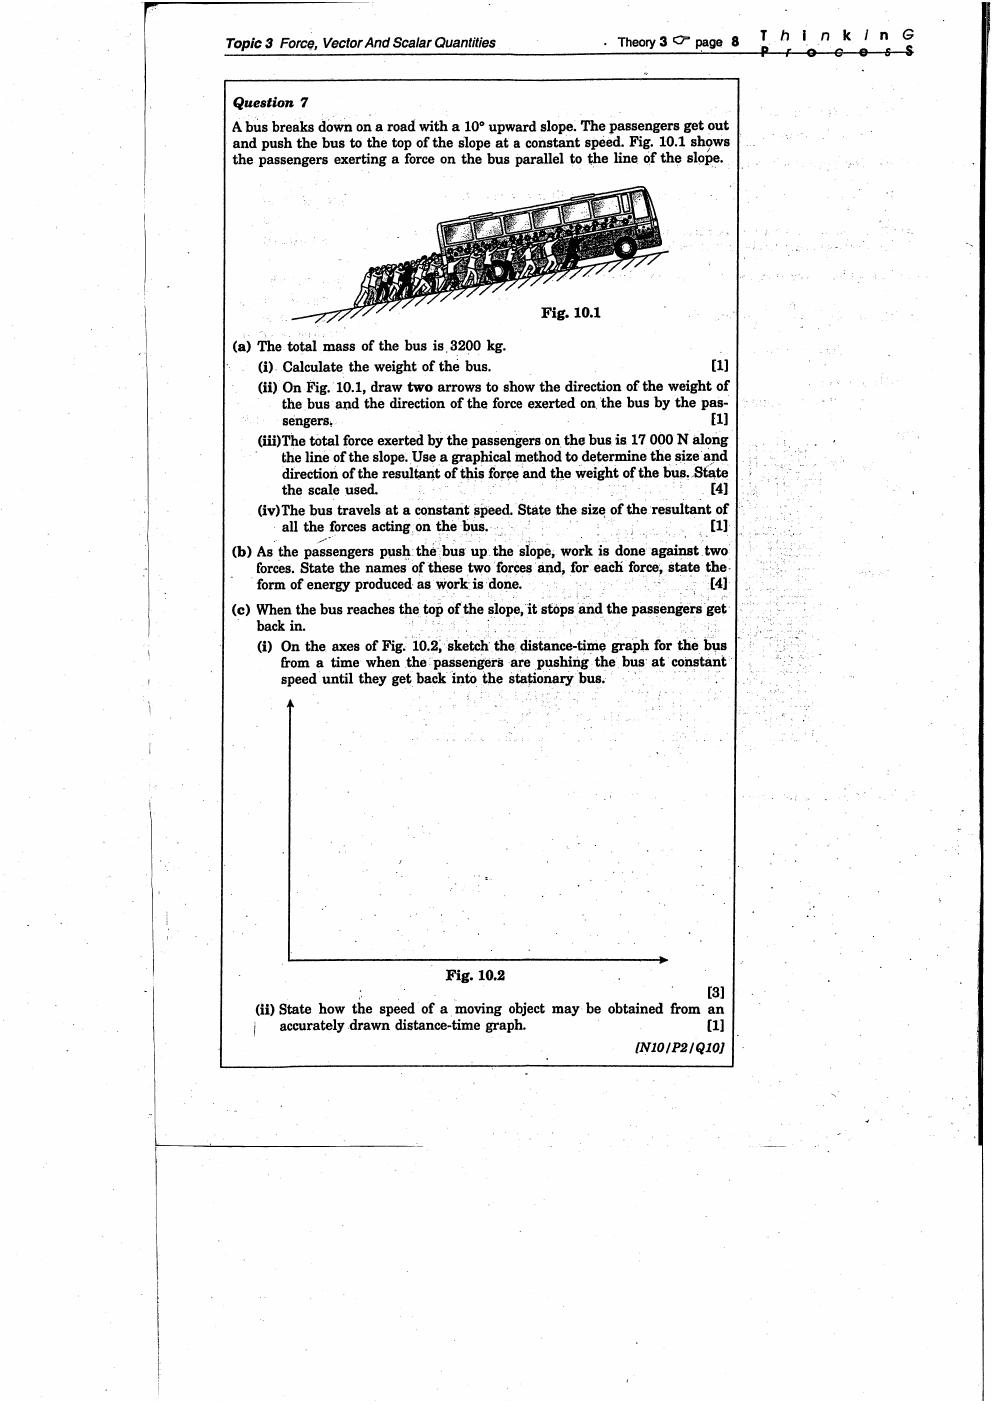 Topic 3 Force, Vector And Scalar Quantities
Theory 3 ☞ page 8
T h i n k i n G
P r o c e s S
Question 7
A bus breaks down on a road with a 10° upward slope. The passengers get out
and push the bus to the top of the slope at a constant speed. Fig. 10.1 shows
the passengers exerting a force on the bus parallel to the line of the slope.
Fig. 10.1
(a) The total mass of the bus is 3200 kg.
(i) Calculate the weight of the bus. [1]
(ii) On Fig. 10.1, draw two arrows to show the direction of the weight of
the bus and the direction of the force exerted on the bus by the pas-
sengers. [1]
(iii)The total force exerted by the passengers on the bus is 17 000 N along
the line of the slope. Use a graphical method to determine the size and
direction of the resultant of this force and the weight of the bus. State
the scale used. [4]
(iv)The bus travels at a constant speed. State the size of the resultant of
all the forces acting on the bus. [1]
(b) As the passengers push the bus up the slope, work is done against two
forces. State the names of these two forces and, for each force, state the
form of energy produced as work is done. [4]
(c) When the bus reaches the top of the slope, it stops and the passengers get
back in.
(i) On the axes of Fig. 10.2, sketch the distance-time graph for the bus
from a time when the passengers are pushing the bus at constant
speed until they get back into the stationary bus.
Fig. 10.2
[3]
(ii) State how the speed of a moving object may be obtained from an
accurately drawn distance-time graph. [1]
[N10/P2/Q10]